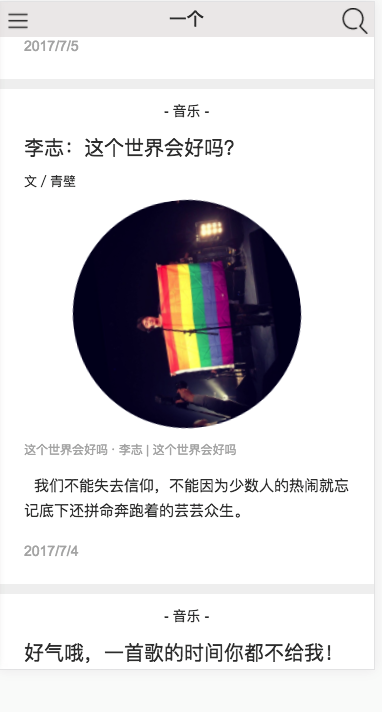 一个
2017/7/5
- 音乐 -
李志：这个世界会好吗?
文 / 青壁
这个世界会好吗 · 李志 | 这个世界会好吗
我们不能失去信仰，不能因为少数人的热闹就忘
记底下还拼命奔跑着的芸芸众生。
2017/7/4
- 音乐 -
好气哦，一首歌的时间你都不给我！